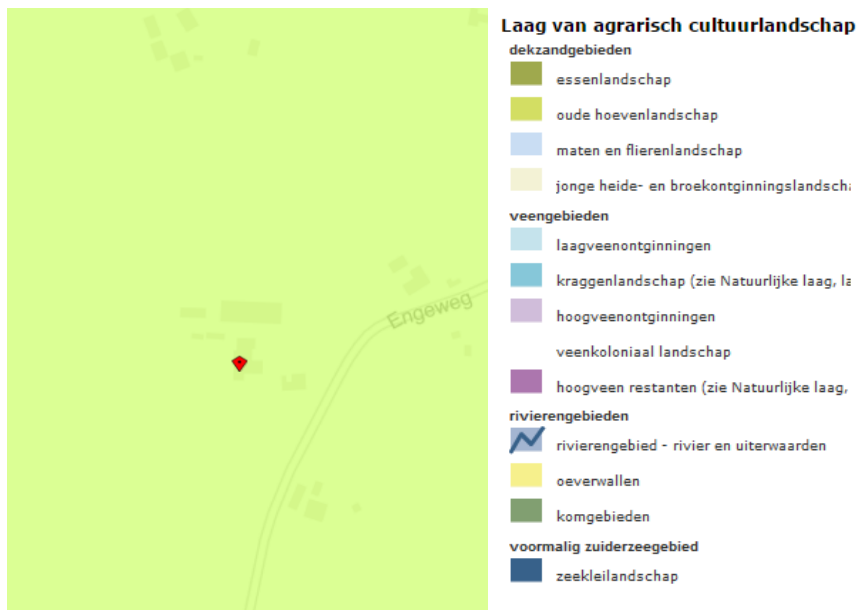 Engeweg
Laag van agrarisch cultuurlandschap
dekzandgebieden
essenlandschap
oude hoevenlandschap
maten en flierenlandschap
jonge heide- en broekontginningslandscha
veengebieden
laagveenontginningen
kraggenlandschap (zie Natuurlijke laag, la
hoogveenontginningen
veenkoloniaal landschap
hoogveen restanten (zie Natuurlijke laag,
rivierengebieden
rivierengebied - rivier en uiterwaarden
oeverwallen
komgebieden
voormalig zuiderzeegebied
zeekleilandschap